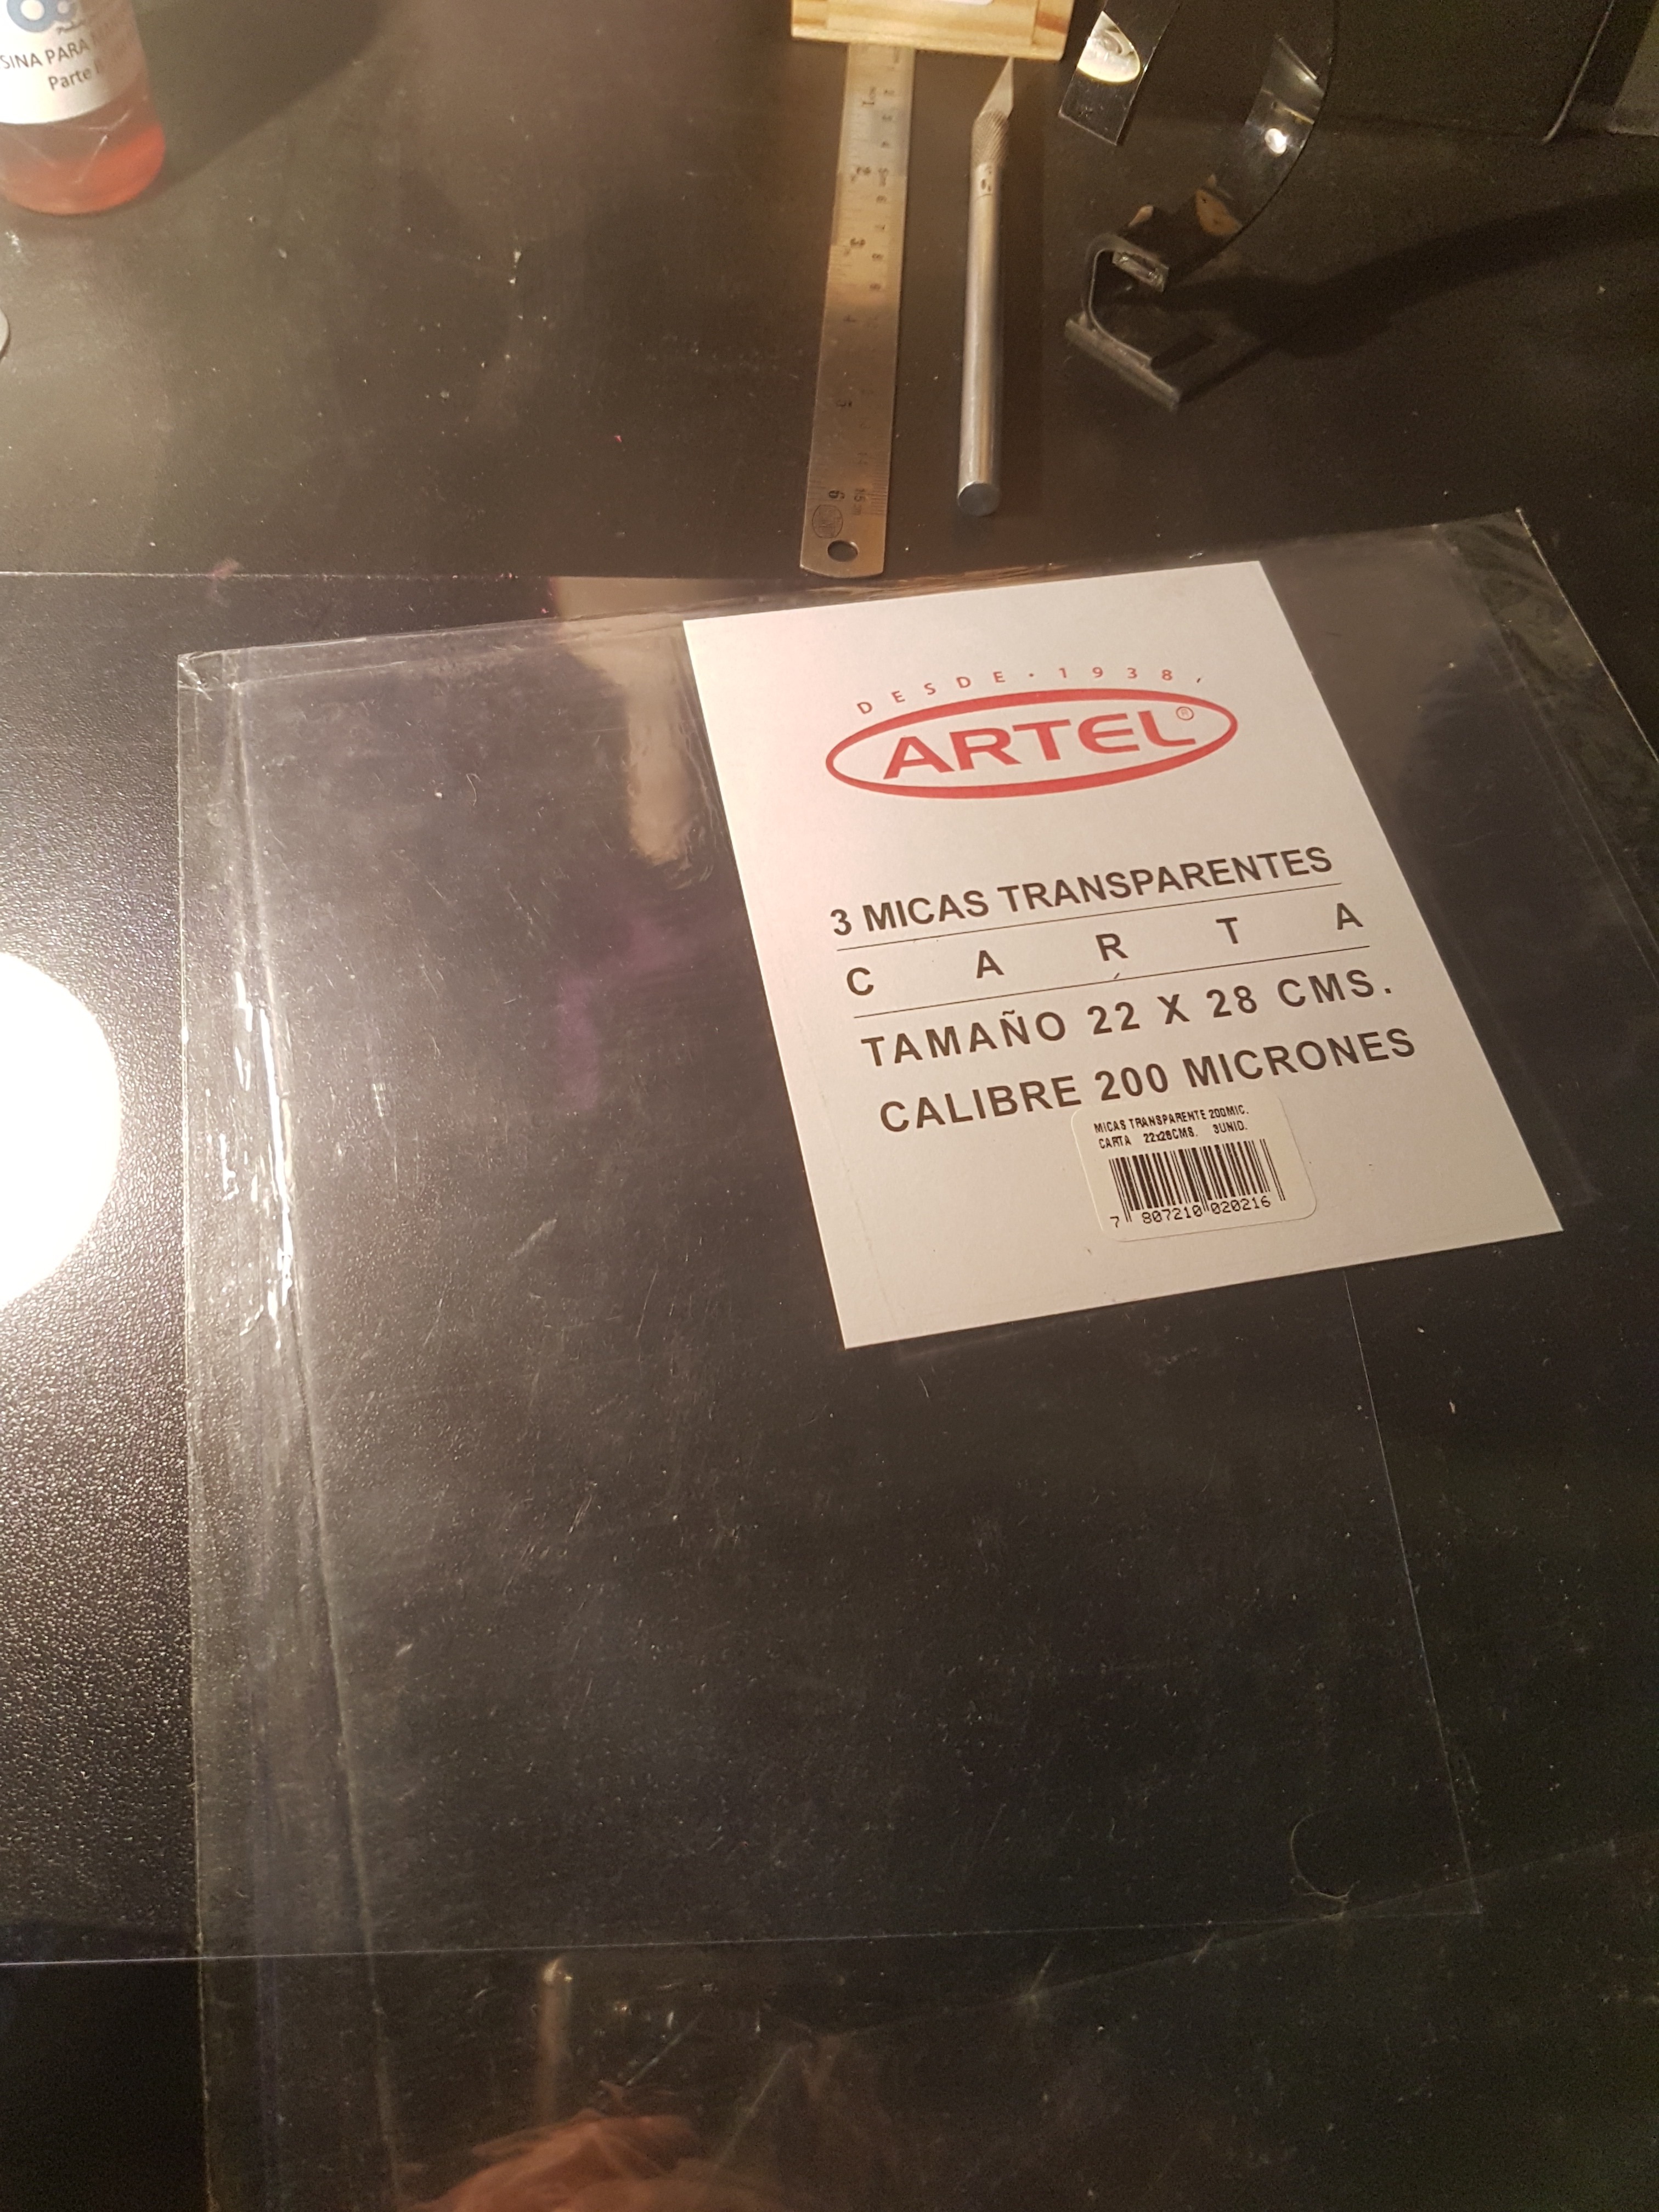 SINA PARA
Parte
DESDE · 1938,
ARTEL®
3 MICAS TRANSPARENTES
CARTA
TAMAÑO 22 X 28 CMS.
CALIBRE 200 MICRONES
MICAS TRANSPARENTE 200MIC.
CARTA 22x28CMS. 3UNID.
7 807210 020216